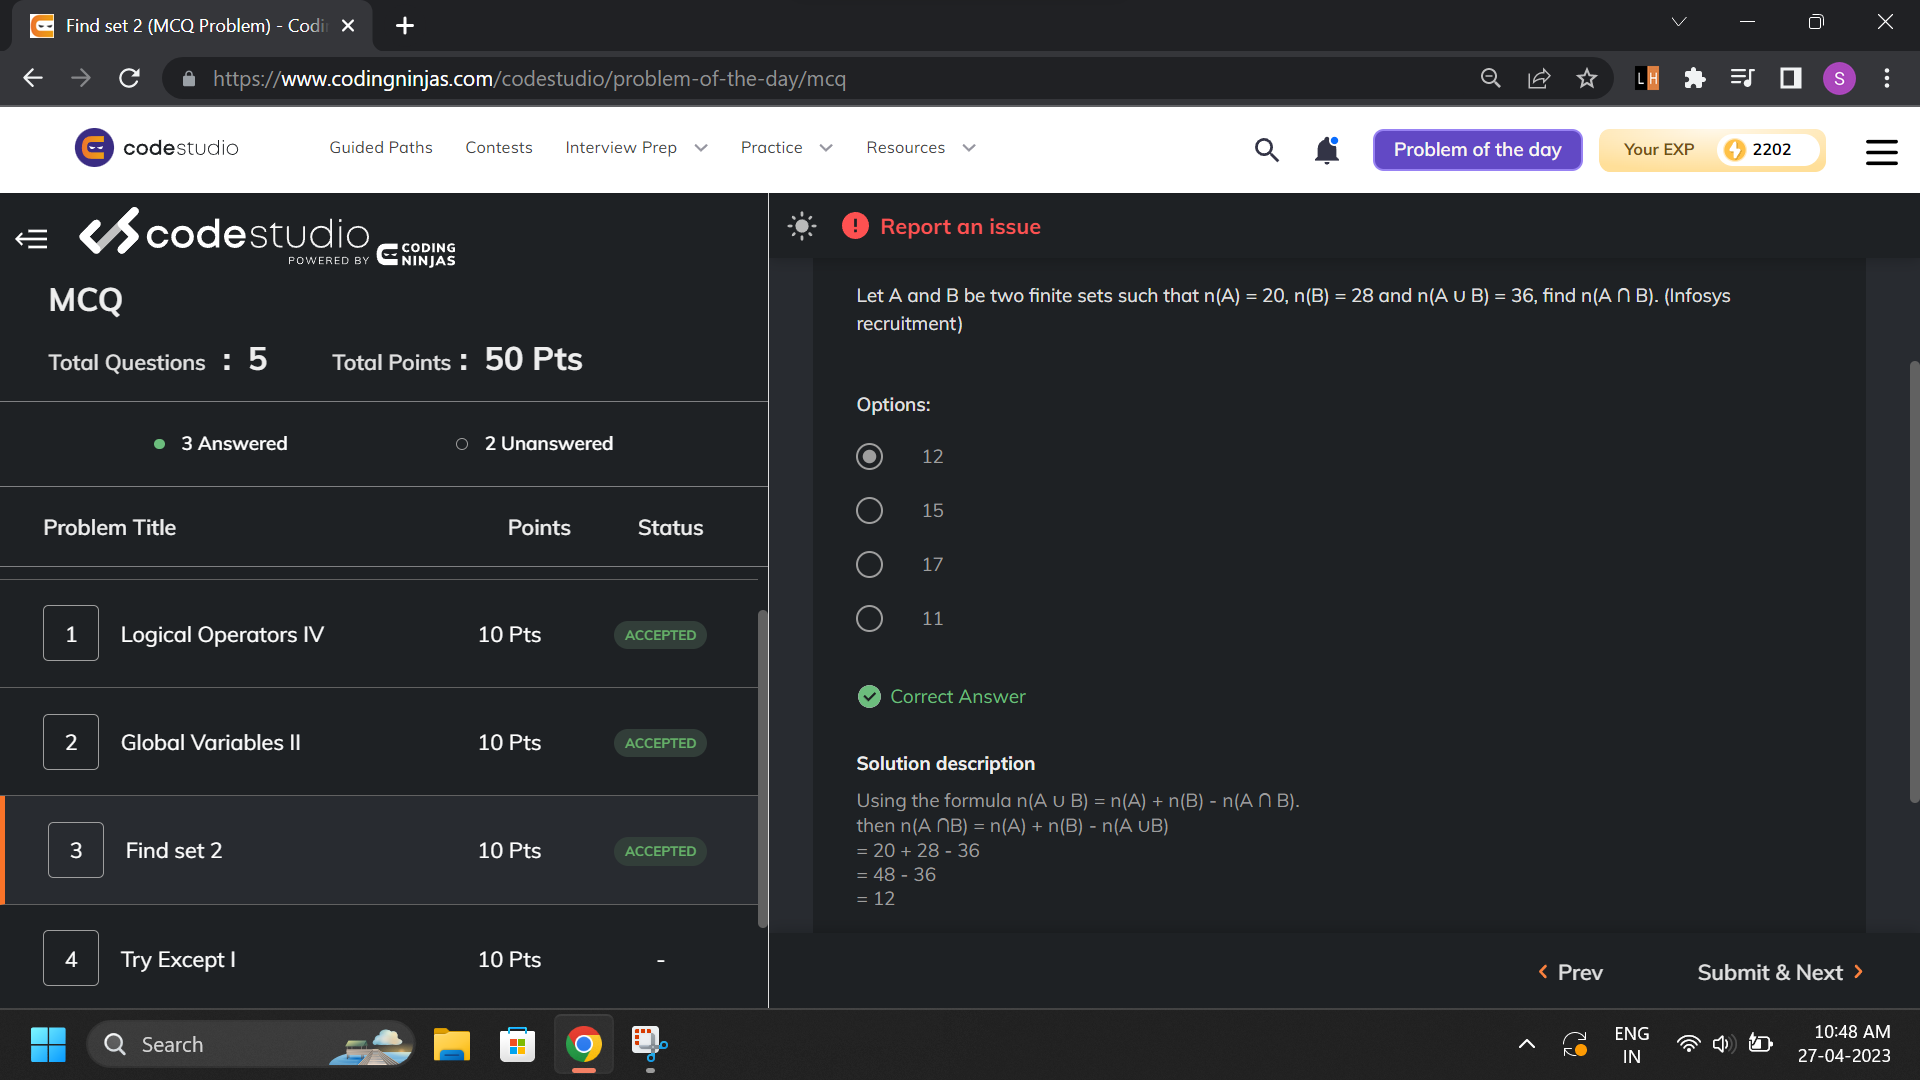 Find set 2 (MCQ Problem) - Codi
https://www.codingninjas.com/codestudio/problem-of-the-day/mcq
LH
S
codestudio
Guided Paths
Contests
Interview Prep
Practice
Resources
Problem of the day
Your EXP
2202
codestudio
POWERED BY CODING NINJAS
MCQ
Total Questions : 5
Total Points : 50 Pts
3 Answered
2 Unanswered
Problem Title
Points
Status
1
Logical Operators IV
10 Pts
ACCEPTED
2
Global Variables II
10 Pts
ACCEPTED
3
Find set 2
10 Pts
ACCEPTED
4
Try Except I
10 Pts
-
Report an issue
Let A and B be two finite sets such that n(A) = 20, n(B) = 28 and n(A ∪ B) = 36, find n(A ∩ B). (Infosys
recruitment)
Options:
12
15
17
11
Correct Answer
Solution description
Using the formula n(A ∪ B) = n(A) + n(B) - n(A ∩ B).
then n(A ∩B) = n(A) + n(B) - n(A ∪B)
= 20 + 28 - 36
= 48 - 36
= 12
Prev
Submit & Next
Search
ENG
IN
10:48 AM
27-04-2023